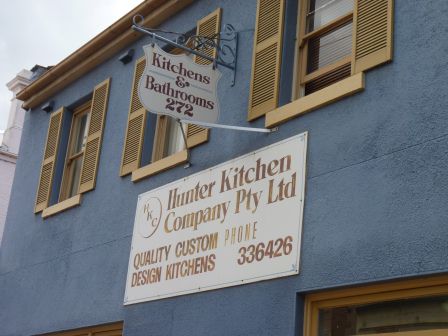 Kitchens
&
Bathrooms
272
HKC
Hunter Kitchen
Company Pty Ltd
QUALITY CUSTOM PHONE
DESIGN KITCHENS 336426